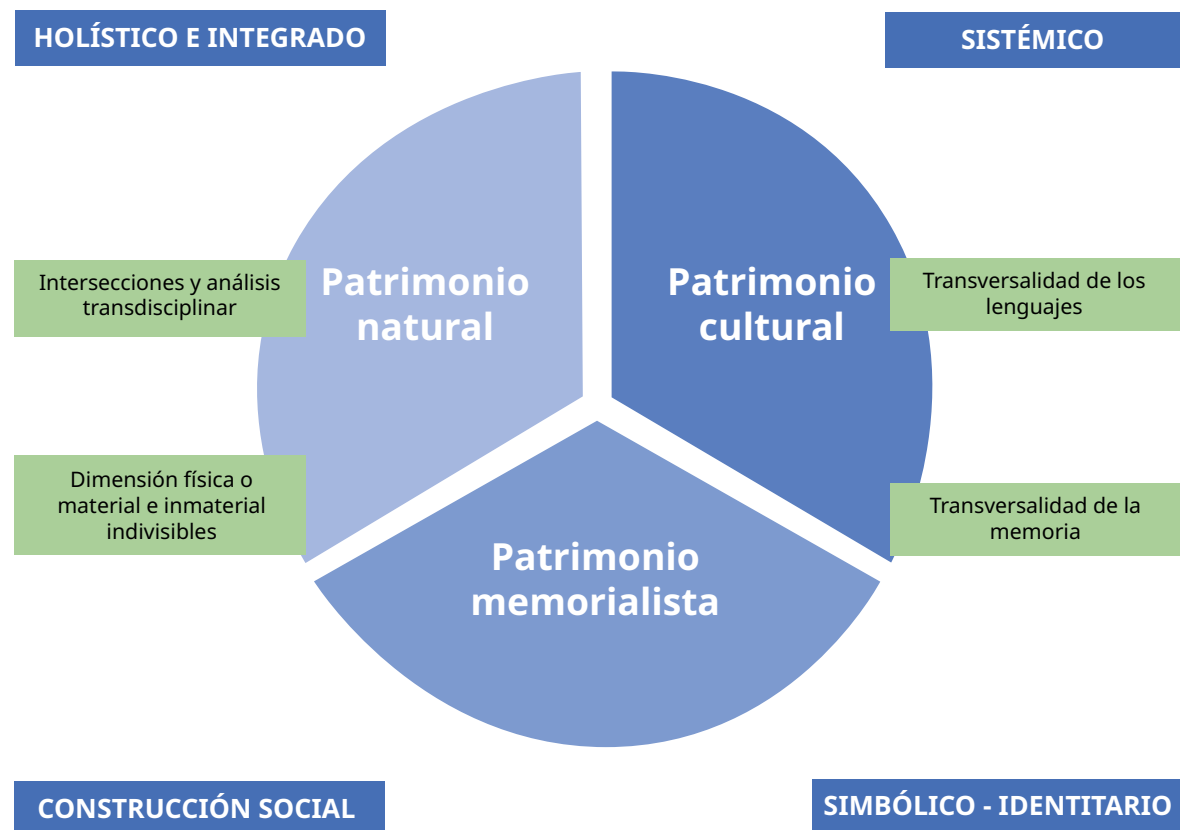 HOLÍSTICO E INTEGRADO
SISTÉMICO
Intersecciones y análisis
transdisciplinar
Patrimonio
natural
Patrimonio
cultural
Transversalidad de los
lenguajes
Dimensión física o
material e inmaterial
indivisibles
Transversalidad de la
memoria
Patrimonio
memorialista
CONSTRUCCIÓN SOCIAL
SIMBÓLICO - IDENTITARIO